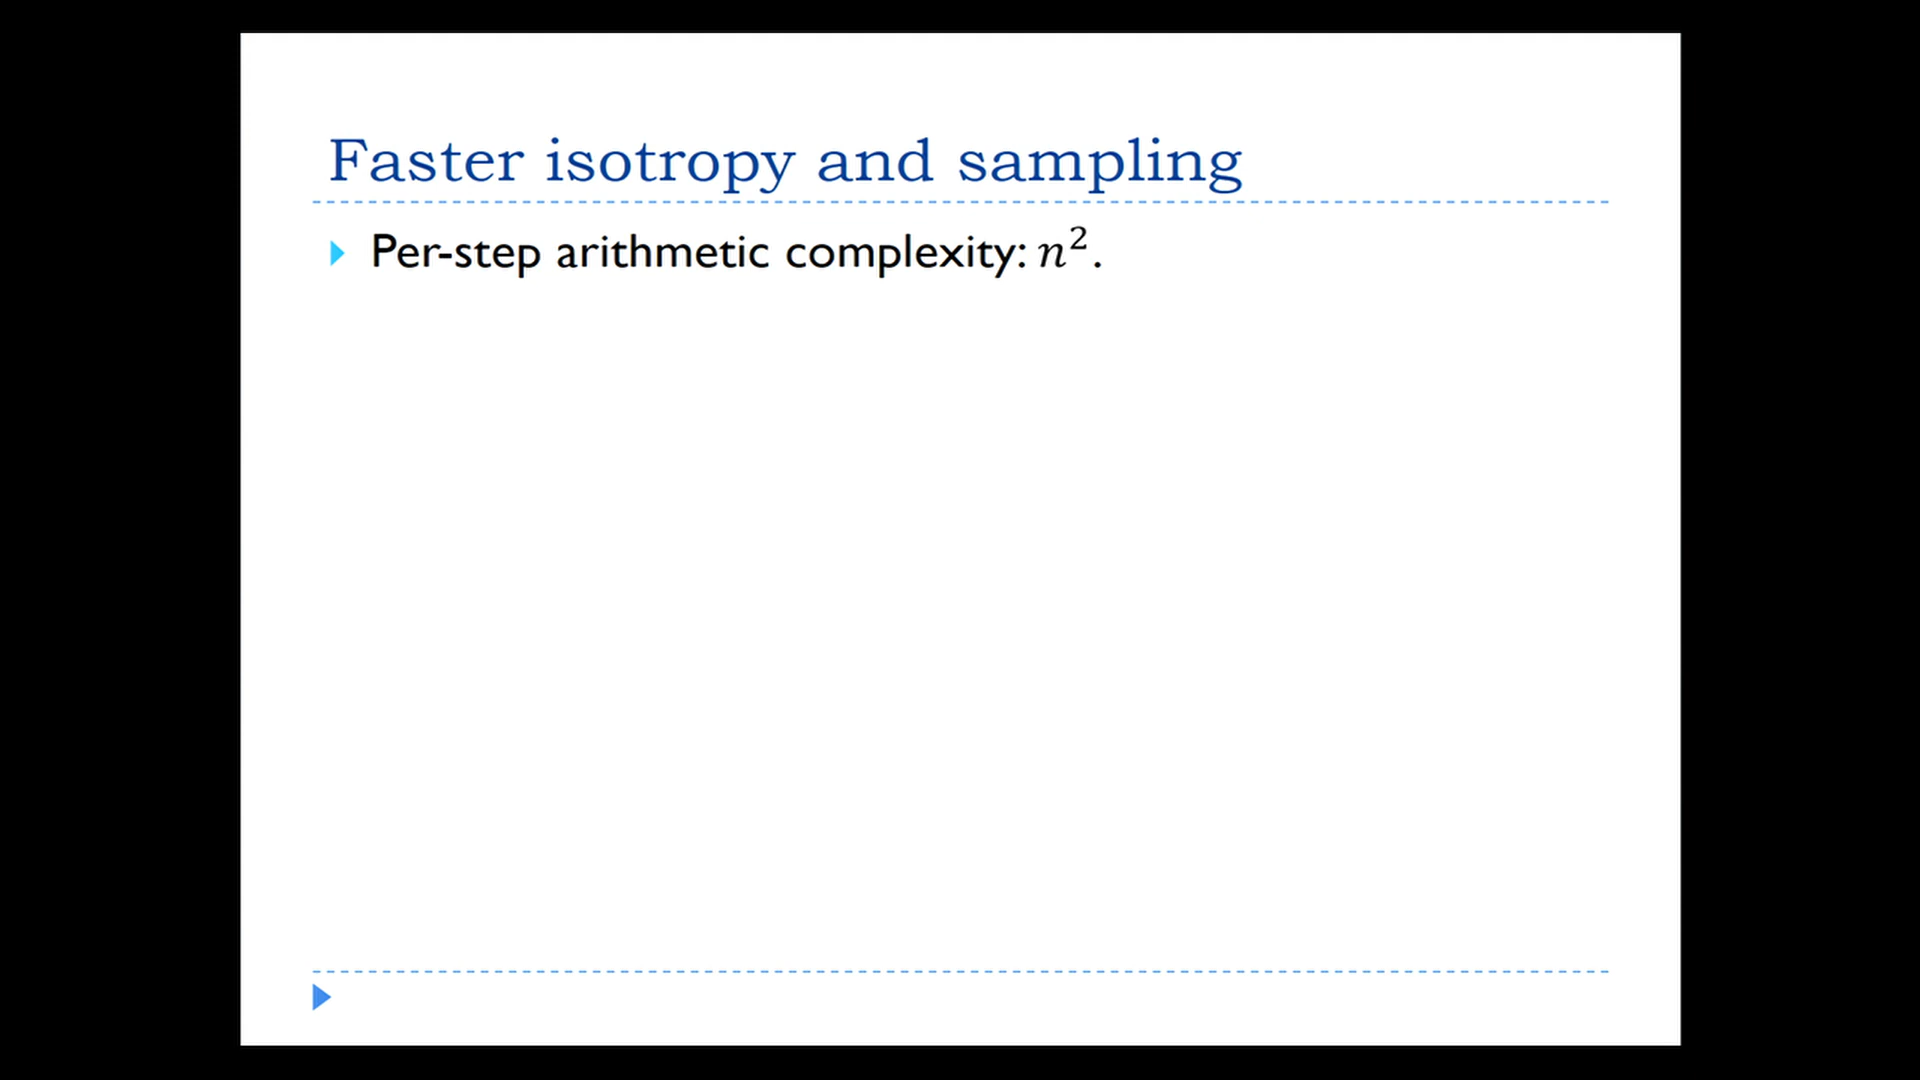 Faster isotropy and sampling
Per-step arithmetic complexity: n².